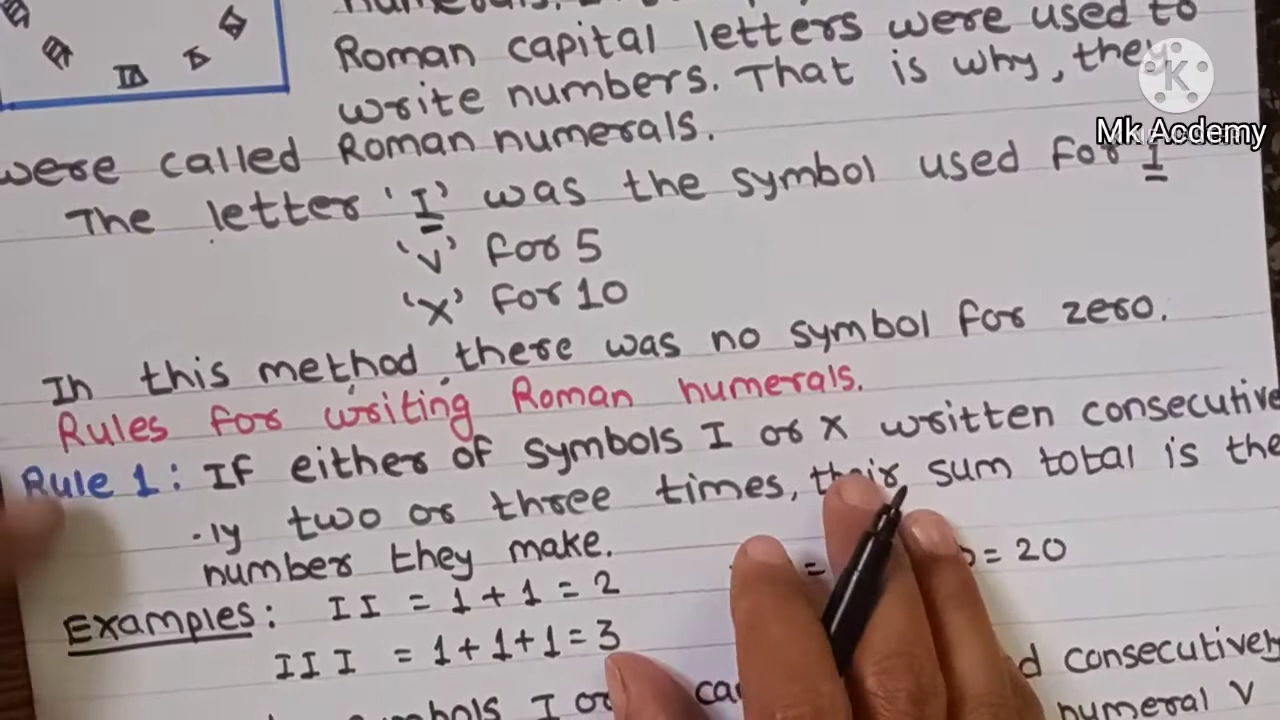 Roman capital letters were used to
write numbers. That is why, they
Mk Acdemy
were called Roman numerals.
The letter 'I' was the symbol used for I
'V' for 5
'X' for 10
In this method there was no symbol for zero.
Rules for writing Roman numerals.
Rule 1: If either of symbols I or X written consecutive
-ly two or three times, their sum total is the
number they make.
Examples: II = 1 + 1 = 2
= 20
III = 1 + 1 + 1 = 3
consecutively
I or
numeral V